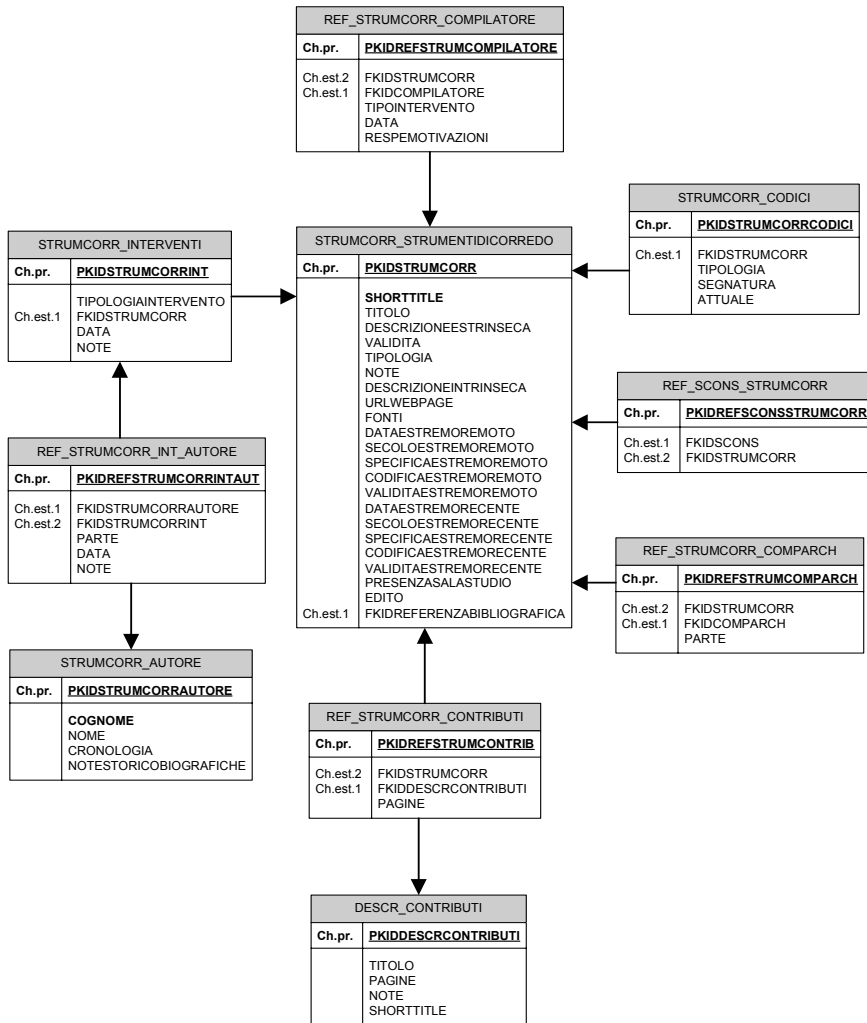 REF_STRUMCORR_COMPILATORE
Ch.pr. PKIDREFSTRUMCOMPILATORE
Ch.est.2 FKIDSTRUMCORR
Ch.est.1 FKIDCOMPILATORE
TIPOINTERVENTO
DATA
RESPEMOTIVAZIONI
STRUMCORR_CODICI
Ch.pr. PKIDSTRUMCORRCODICI
Ch.est.1 FKIDSTRUMCORR
TIPOLOGIA
SEGNATURA
ATTUALE
STRUMCORR_INTERVENTI
Ch.pr. PKIDSTRUMCORRINT
TIPOLOGIAINTERVENTO
Ch.est.1 FKIDSTRUMCORR
DATA
NOTE
STRUMCORR_STRUMENTIDICORREDO
Ch.pr. PKIDSTRUMCORR
SHORTTITLE
TITOLO
DESCRIZIONEESTRINSECA
VALIDITA
TIPOLOGIA
NOTE
DESCRIZIONEINTRINSECA
URLWEBPAGE
FONTI
DATAESTREMOREMOTO
SECOLOESTREMOREMOTO
SPECIFICAESTREMOREMOTO
CODIFICAESTREMOREMOTO
VALIDITAESTREMOREMOTO
DATAESTREMORECENTE
SECOLOESTREMORECENTE
SPECIFICAESTREMORECENTE
CODIFICAESTREMORECENTE
VALIDITAESTREMORECENTE
PRESENZASALASTUDIO
EDITO
Ch.est.1 FKIDREFERENZABIBLIOGRAFICA
REF_SCONS_STRUMCORR
Ch.pr. PKIDREFSCONSSTRUMCORR
Ch.est.1 FKIDSCONS
Ch.est.2 FKIDSTRUMCORR
REF_STRUMCORR_INT_AUTORE
Ch.pr. PKIDREFSTRUMCORRINTAUT
Ch.est.1 FKIDSTRUMCORRAUTORE
Ch.est.2 FKIDSTRUMCORRINT
PARTE
DATA
NOTE
REF_STRUMCORR_COMPARCH
Ch.pr. PKIDREFSTRUMCOMPARCH
Ch.est.2 FKIDSTRUMCORR
Ch.est.1 FKIDCOMPARCH
PARTE
STRUMCORR_AUTORE
Ch.pr. PKIDSTRUMCORRAUTORE
COGNOME
NOME
CRONOLOGIA
NOTESTORICOBIOGRAFICHE
REF_STRUMCORR_CONTRIBUTI
Ch.pr. PKIDREFSTRUMCONTRIB
Ch.est.2 FKIDSTRUMCORR
Ch.est.1 FKIDDESCRCONTRIBUTI
PAGINE
DESCR_CONTRIBUTI
Ch.pr. PKIDDESCRCONTRIBUTI
TITOLO
PAGINE
NOTE
SHORTTITLE